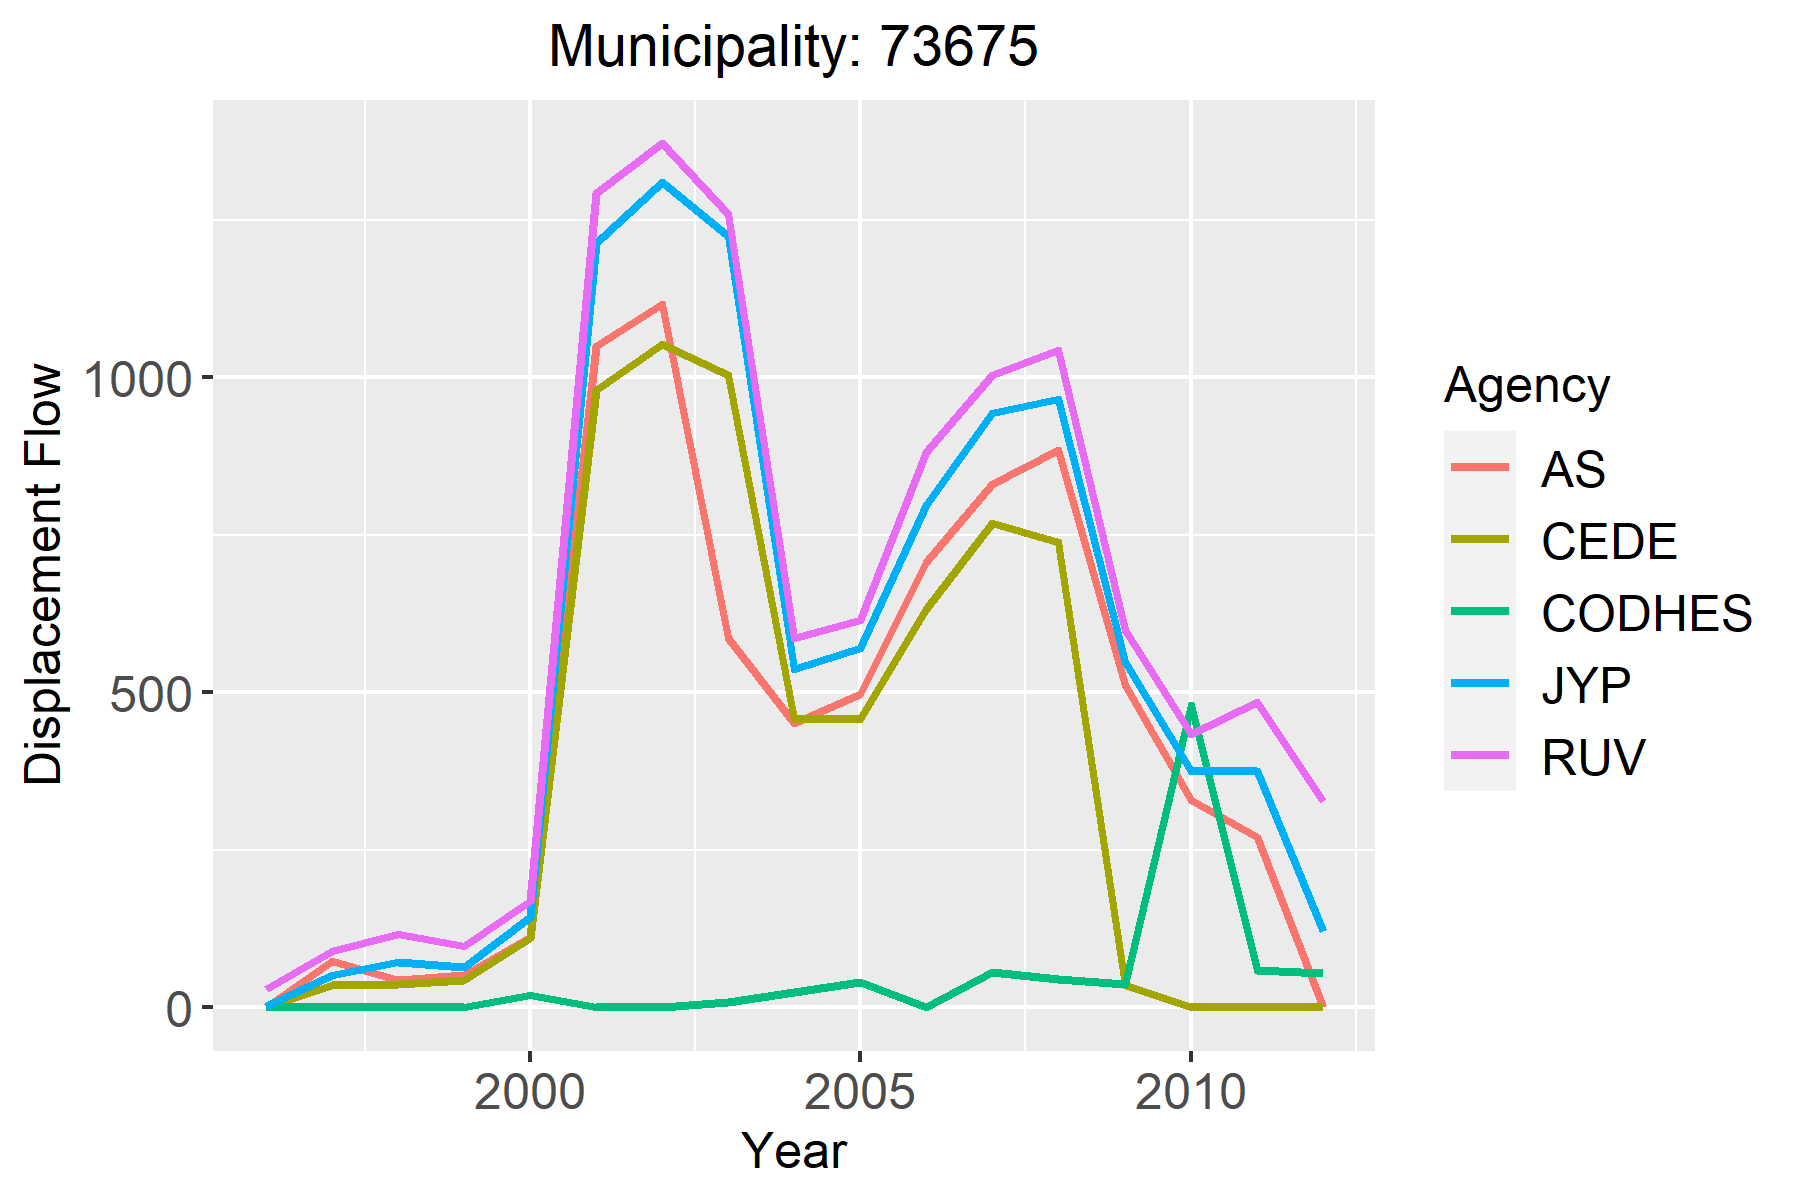 Municipality: 73675
Displacement Flow
1000
500
0
2000 2005 2010
Year
Agency
AS
CEDE
CODHES
JYP
RUV